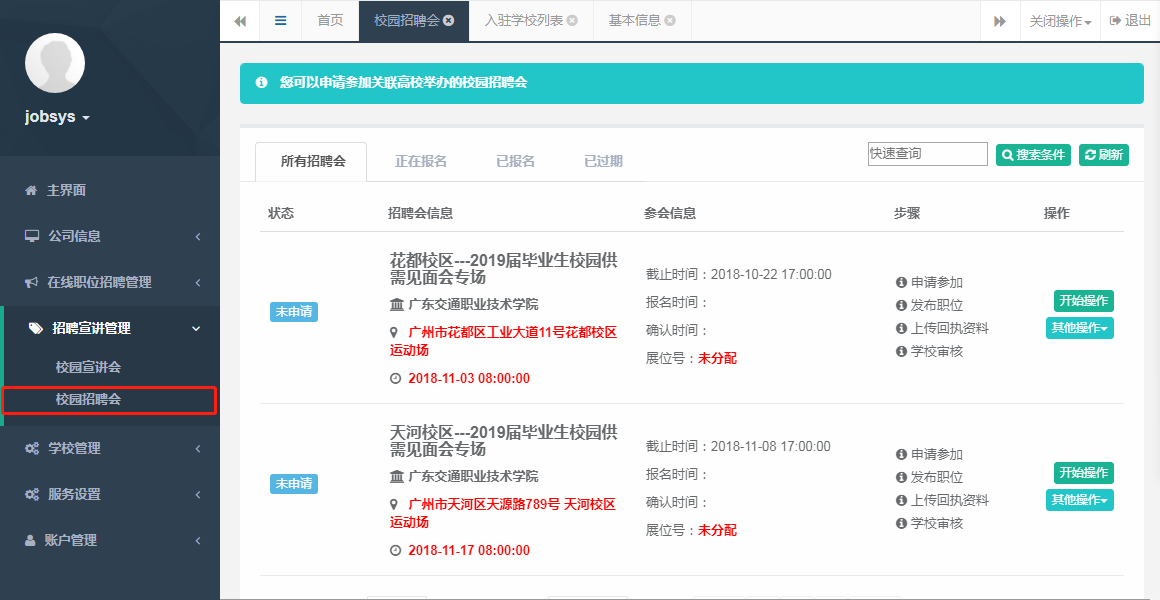 首页
校园招聘会
入驻学校列表
基本信息
关闭操作
退出
jobsys
主界面
公司信息
在线职位招聘管理
招聘宣讲管理
校园宣讲会
校园招聘会
学校管理
服务设置
账户管理
您可以申请参加关联高校举办的校园招聘会
所有招聘会
正在报名
已报名
已过期
快速查询
搜索条件
刷新
状态
招聘会信息
参会信息
步骤
操作
未申请
花都校区---2019届毕业生校园供
需见面会专场
广东交通职业技术学院
广州市花都区工业大道11号花都校区
运动场
2018-11-03 08:00:00
截止时间：2018-10-22 17:00:00
报名时间：
确认时间：
展位号：未分配
申请参加
发布职位
上传回执资料
学校审核
开始操作
其他操作
未申请
天河校区---2019届毕业生校园供
需见面会专场
广东交通职业技术学院
广州市天河区天源路789号 天河校区
运动场
2018-11-17 08:00:00
截止时间：2018-11-08 17:00:00
报名时间：
确认时间：
展位号：未分配
申请参加
发布职位
上传回执资料
学校审核
开始操作
其他操作